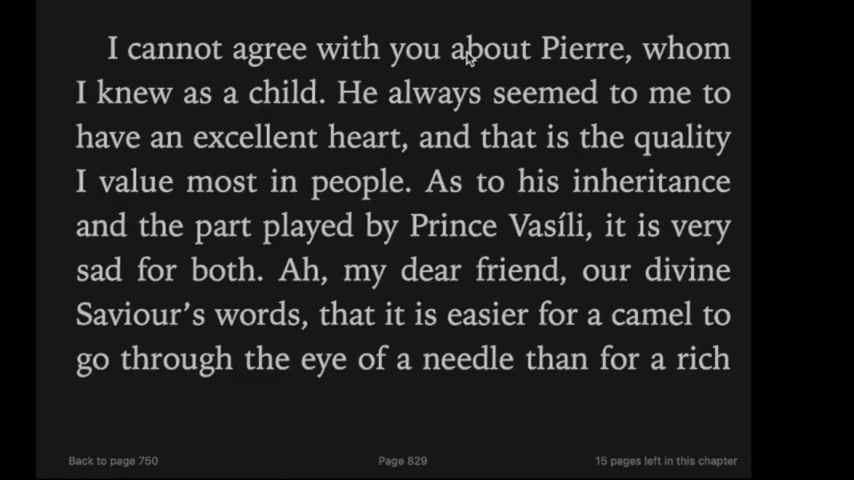 I cannot agree with you about Pierre, whom
I knew as a child. He always seemed to me to
have an excellent heart, and that is the quality
I value most in people. As to his inheritance
and the part played by Prince Vasíli, it is very
sad for both. Ah, my dear friend, our divine
Saviour’s words, that it is easier for a camel to
go through the eye of a needle than for a rich
Back to page 750
Page 829
15 pages left in this chapter